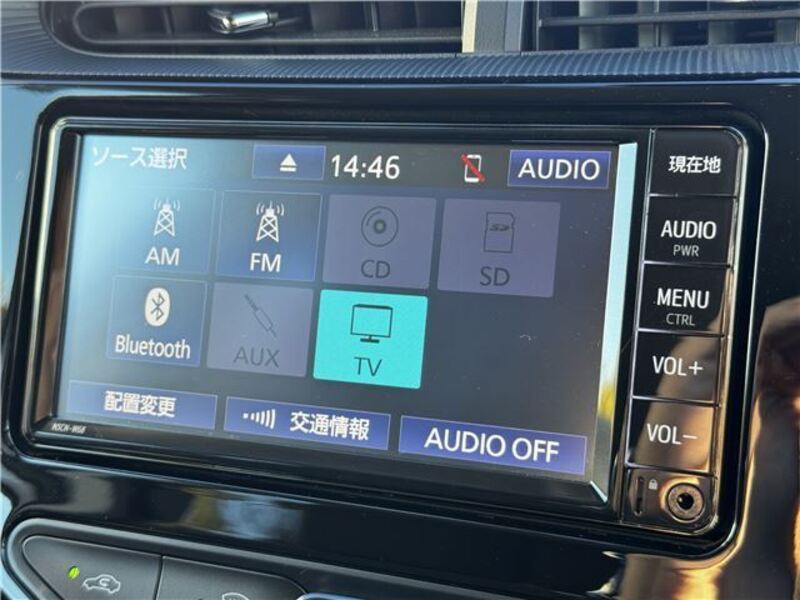 ソース選択
14:46
AUDIO
AM
FM
CD
SD
Bluetooth
AUX
TV
配置変更
交通情報
AUDIO OFF
NSCN-W68
現在地
AUDIO
PWR
MENU
CTRL
VOL+
VOL−